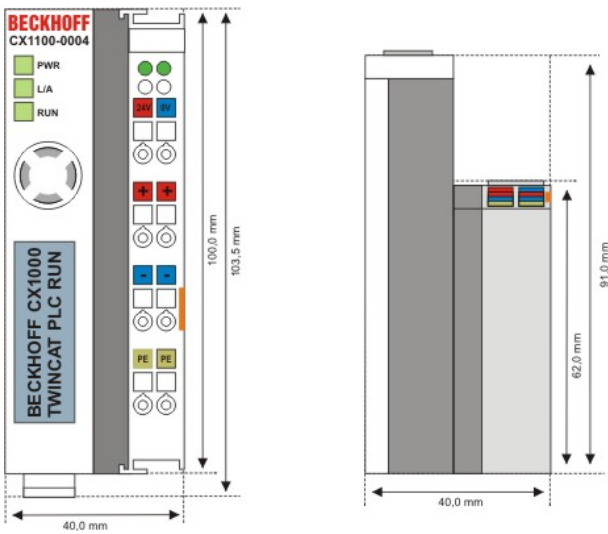 BECKHOFF
CX1100-0004
PWR
L/A
RUN
24V 0V
+ +
- -
PE PE
BECKHOFF CX1000
TWINCAT PLC RUN
100,0 mm
103,5 mm
40,0 mm
62,0 mm
91,0 mm
40,0 mm